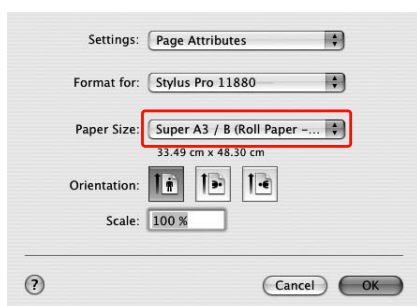 Settings: Page Attributes
Format for: Stylus Pro 11880
Paper Size: Super A3 / B (Roll Paper –...
33.49 cm x 48.30 cm
Orientation:
Scale: 100 %
? Cancel OK